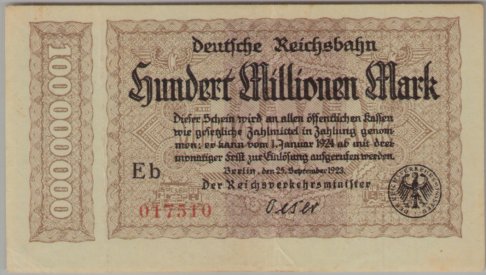 100000000
Deutsche Reichsbahn
Hundert Millionen Mark
Dieser Schein wird an allen öffentlichen Kassen
wie gesetzliche Zahlmittel in Zahlung genom-
men; er kann vom 1. Januar 1924 ab mit drei
monatiger Frist zur Einlösung aufgerufen werden.
Berlin, den 25. September 1923.
Der Reichsverkehrsminister
Eb
017510
Oeser